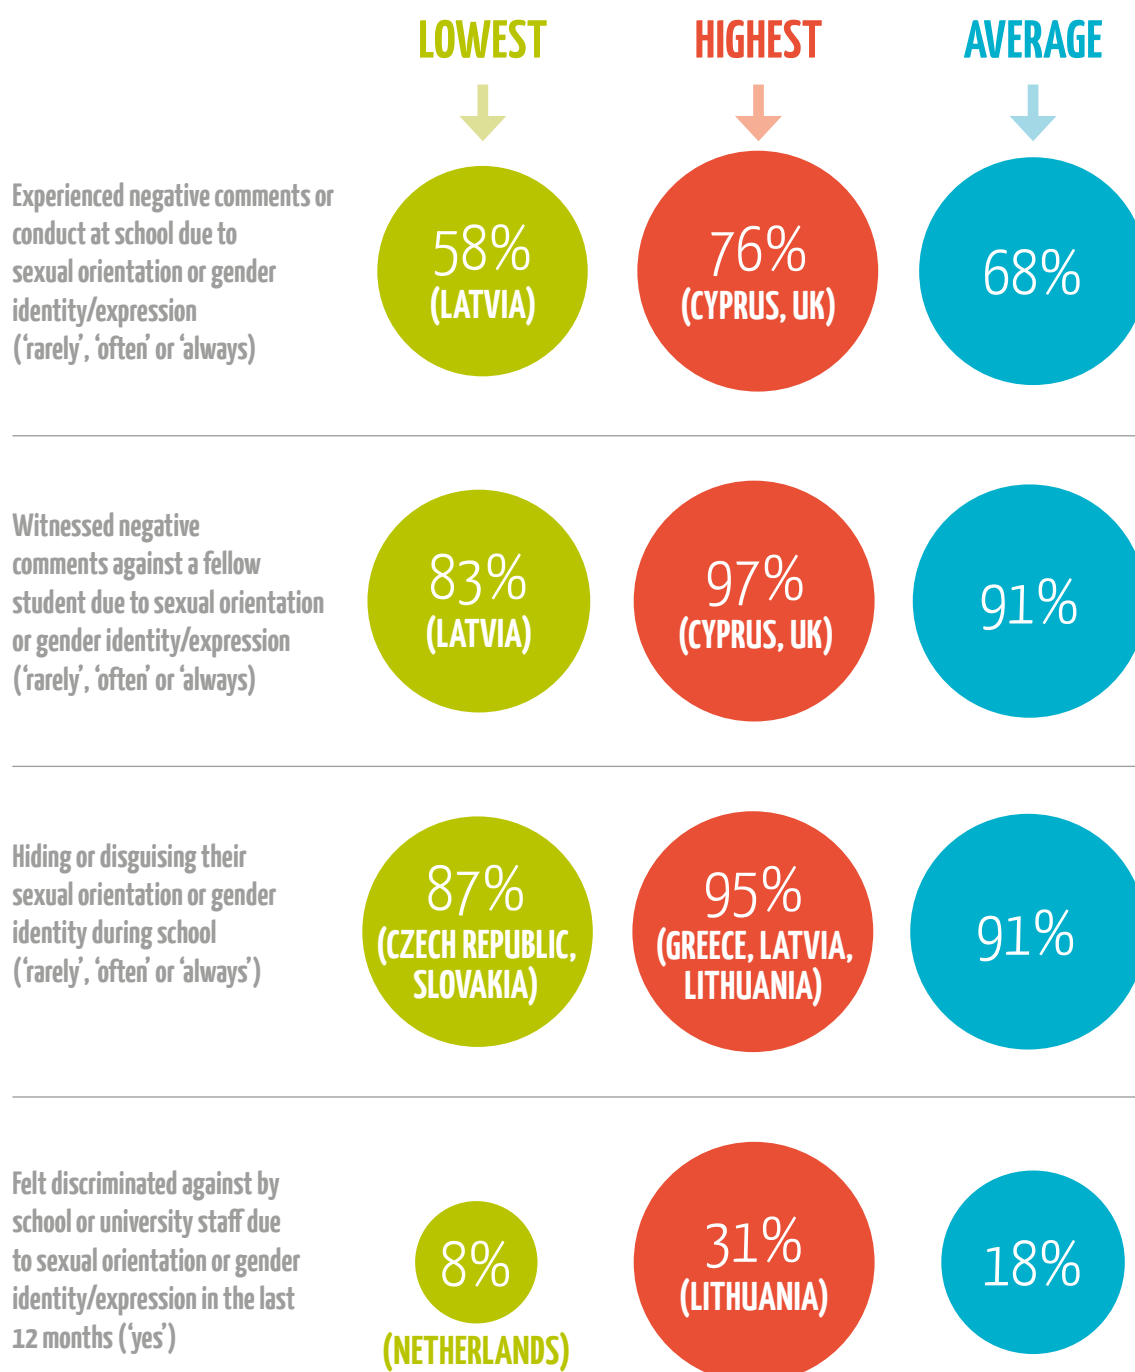 LOWEST
HIGHEST
AVERAGE
Experienced negative comments or
conduct at school due to
sexual orientation or gender
identity/expression
(‘rarely’, ‘often’ or ‘always)
58%
(LATVIA)
76%
(CYPRUS, UK)
68%
Witnessed negative
comments against a fellow
student due to sexual orientation
or gender identity/expression
(‘rarely’, ‘often’ or ‘always)
83%
(LATVIA)
97%
(CYPRUS, UK)
91%
Hiding or disguising their
sexual orientation or gender
identity during school
(‘rarely’, ‘often’ or ‘always’)
87%
(CZECH REPUBLIC,
SLOVAKIA)
95%
(GREECE, LATVIA,
LITHUANIA)
91%
Felt discriminated against by
school or university staff due
to sexual orientation or gender
identity/expression in the last
12 months (‘yes’)
8%
(NETHERLANDS)
31%
(LITHUANIA)
18%